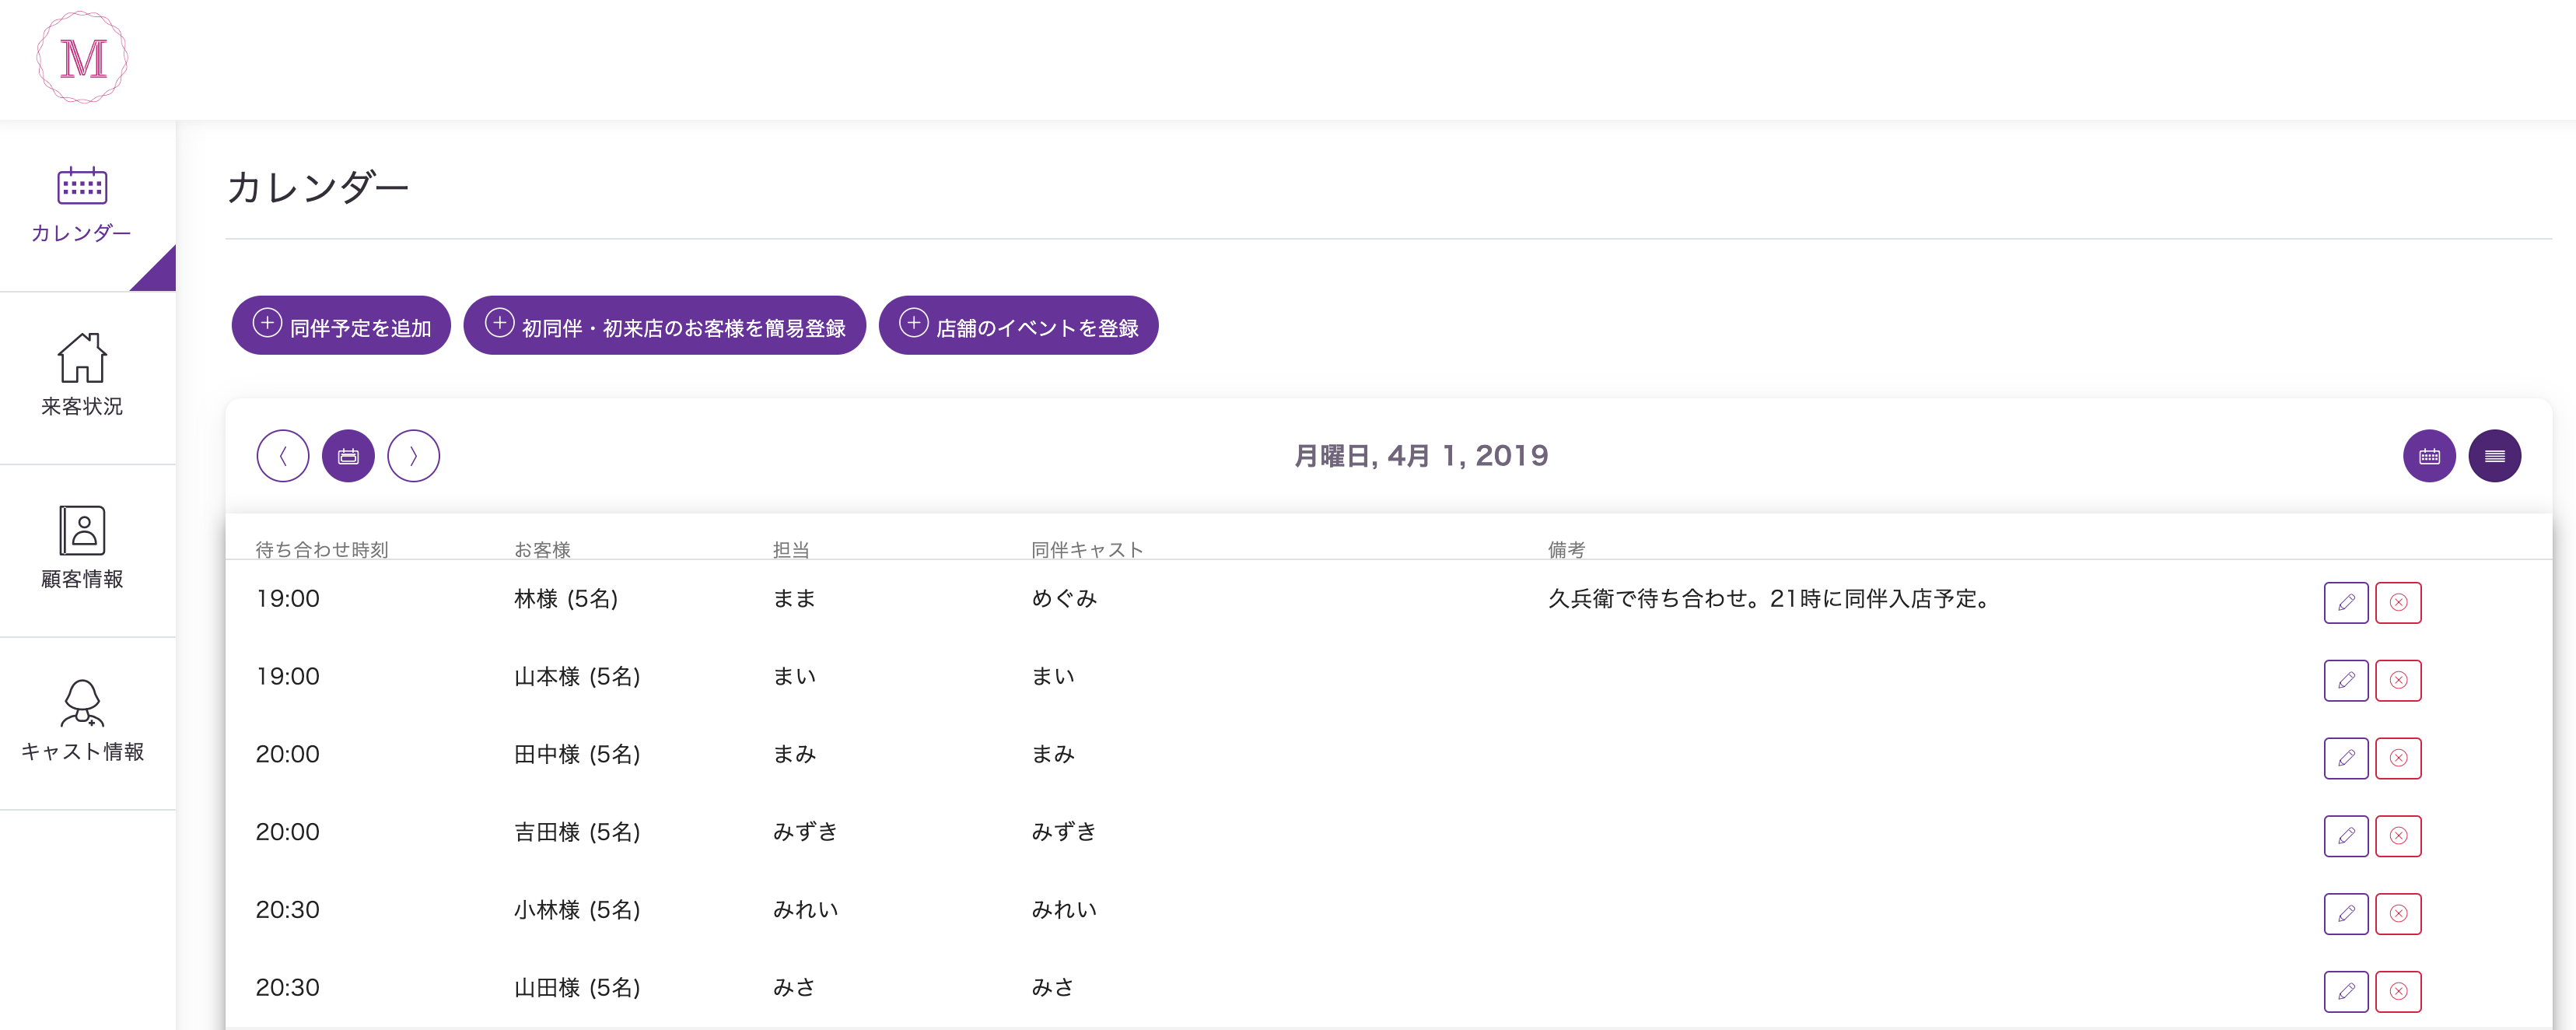 M
カレンダー
カレンダー
来客状況
顧客情報
キャスト情報
同伴予定を追加 初同伴・初来店のお客様を簡易登録 店舗のイベントを登録
月曜日, 4月 1, 2019
待ち合わせ時刻 お客様 担当 同伴キャスト 備考
19:00 林様 (5名) まま めぐみ 久兵衛で待ち合わせ。21時に同伴入店予定。
19:00 山本様 (5名) まい まい
20:00 田中様 (5名) まみ まみ
20:00 吉田様 (5名) みずき みずき
20:30 小林様 (5名) みれい みれい
20:30 山田様 (5名) みさ みさ